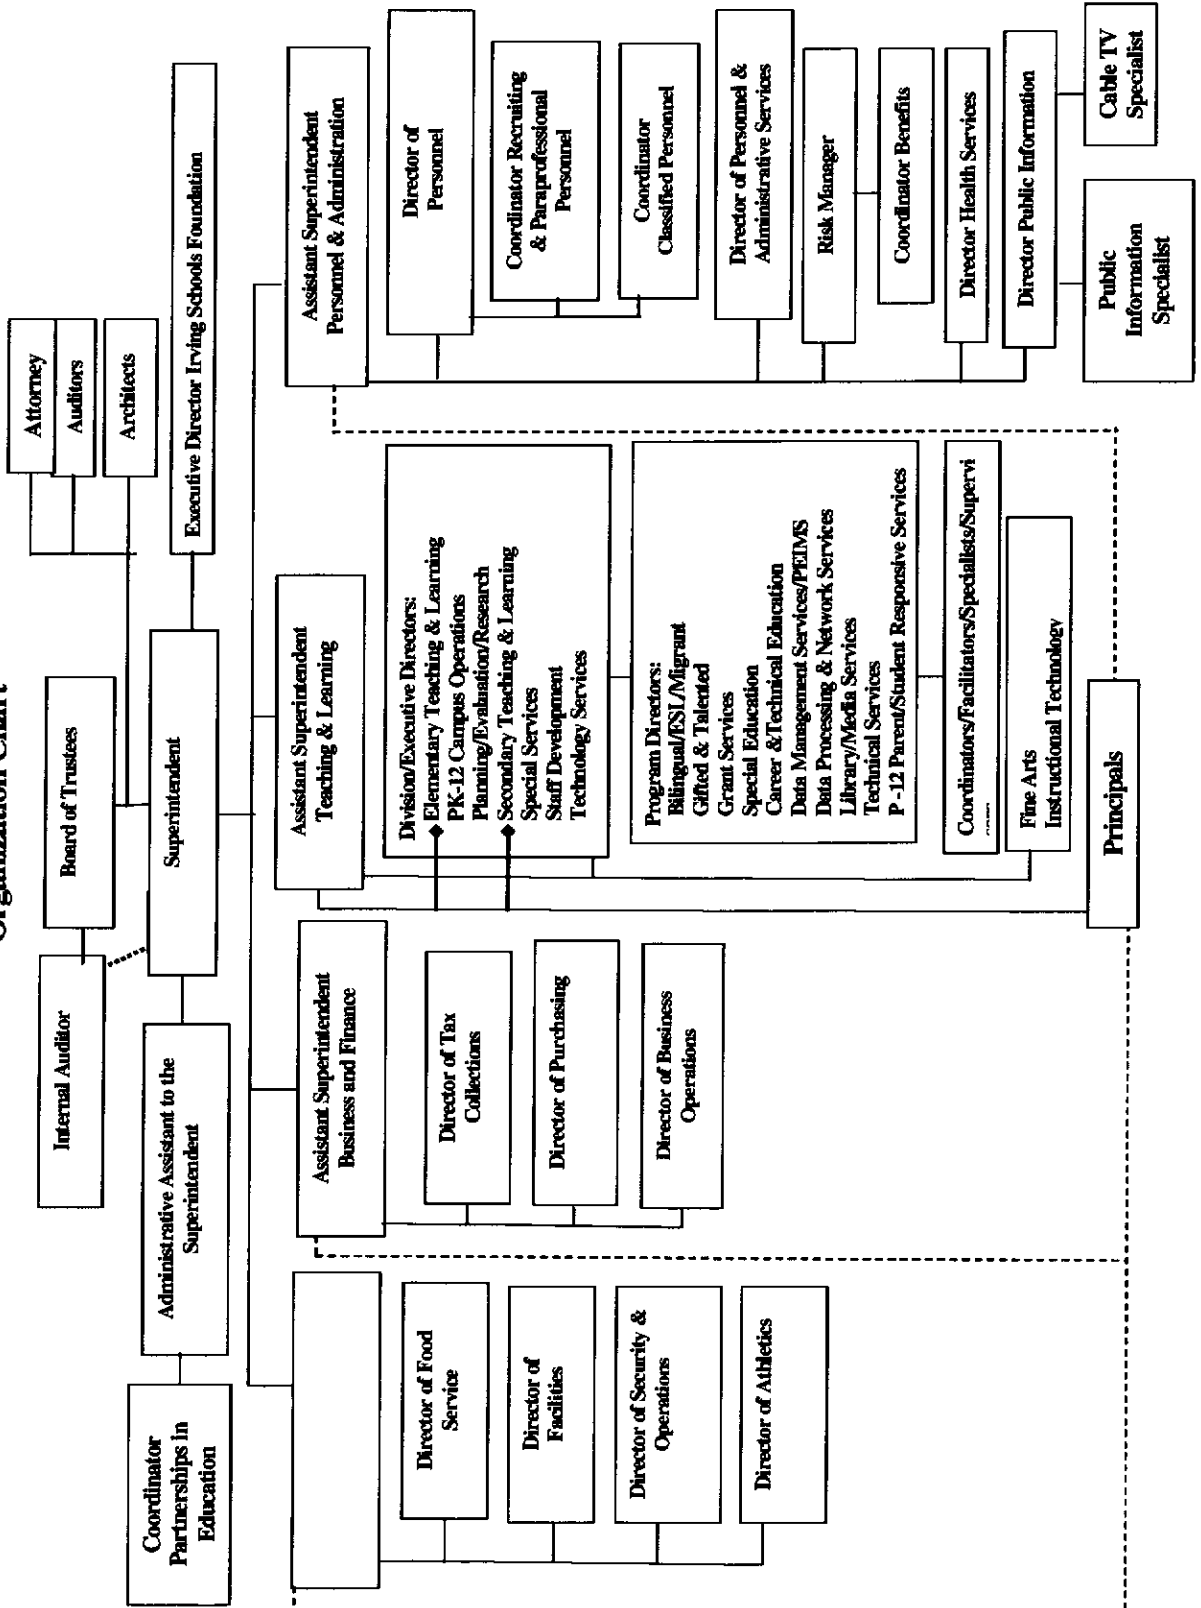 Organization Chart
Attorney
Auditors
Architects
Board of Trustees
Internal Auditor
Superintendent
Executive Director Irving Schools Foundation
Administrative Assistant to the
Superintendent
Coordinator
Partnerships in
Education
Director of Food
Service
Director of
Facilities
Director of Security &
Operations
Director of Athletics
Assistant Superintendent
Business and Finance
Director of Tax
Collections
Director of Purchasing
Director of Business
Operations
Assistant Superintendent
Teaching & Learning
Division/Executive Directors:
Elementary Teaching & Learning
PK-12 Campus Operations
Planning/Evaluation/Research
Secondary Teaching & Learning
Special Services
Staff Development
Technology Services
Program Directors:
Bilingual/ESL/Migrant
Gifted & Talented
Grant Services
Special Education
Career &Technical Education
Data Management Services/PEIMS
Data Processing & Network Services
Library/Media Services
Technical Services
P -12 Parent/Student Responsive Services
Coordinators/Facilitators/Specialists/Supervi
Fine Arts
Instructional Technology
Principals
Assistant Superintendent
Personnel & Administration
Director of
Personnel
Coordinator Recruiting
& Paraprofessional
Personnel
Coordinator
Classified Personnel
Director of Personnel &
Administrative Services
Risk Manager
Coordinator Benefits
Director Health Services
Director Public Information
Public
Information
Specialist
Cable TV
Specialist